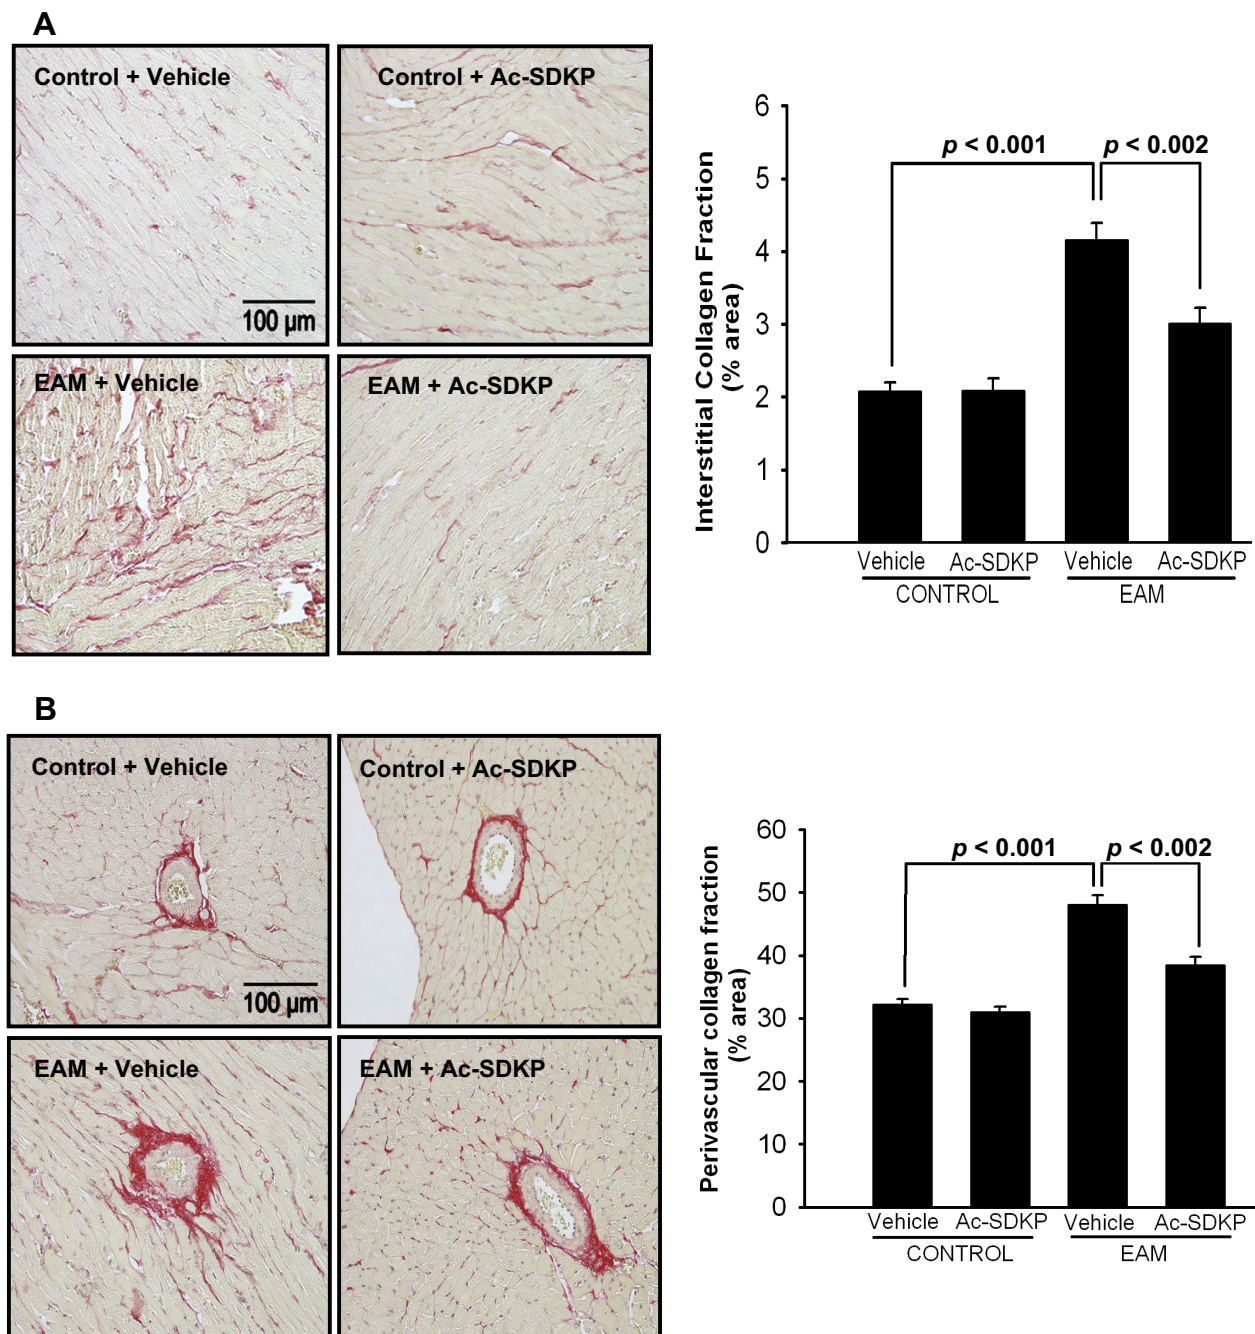 A
Control + Vehicle
Control + Ac-SDKP
100 µm
EAM + Vehicle
EAM + Ac-SDKP
Interstitial Collagen Fraction
(% area)
6
5
4
3
2
1
0
p < 0.001
p < 0.002
Vehicle
Ac-SDKP
Vehicle
Ac-SDKP
CONTROL
EAM
B
Control + Vehicle
Control + Ac-SDKP
100 µm
EAM + Vehicle
EAM + Ac-SDKP
Perivascular collagen fraction
(% area)
60
50
40
30
20
10
0
p < 0.001
p < 0.002
Vehicle
Ac-SDKP
Vehicle
Ac-SDKP
CONTROL
EAM